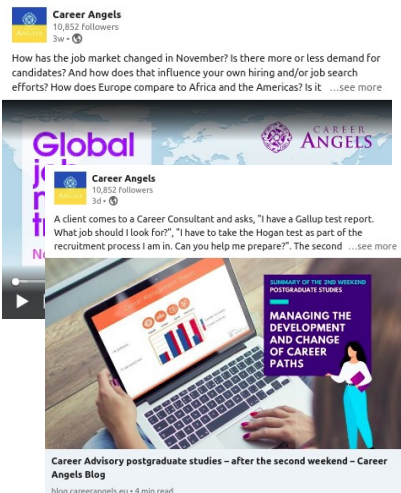 Career Angels
10,852 followers
3w •
How has the job market changed in November? Is there more or less demand for
candidates? And how does that influence your own hiring and/or job search
efforts? How does Europe compare to Africa and the Americas? Is it …see more
Global
CAREER
ANGELS
Career Angels
10,852 followers
3d •
A client comes to a Career Consultant and asks, "I have a Gallup test report.
What job should I look for?", "I have to take the Hogan test as part of the
recruitment process I am in. Can you help me prepare?". The second …see more
SUMMARY OF THE 2ND WEEKEND
POSTGRADUATE STUDIES
MANAGING THE
DEVELOPMENT
AND CHANGE
OF CAREER
PATHS
Career Advisory postgraduate studies – after the second weekend – Career
Angels Blog
blog.careerangels.eu • 4 min read